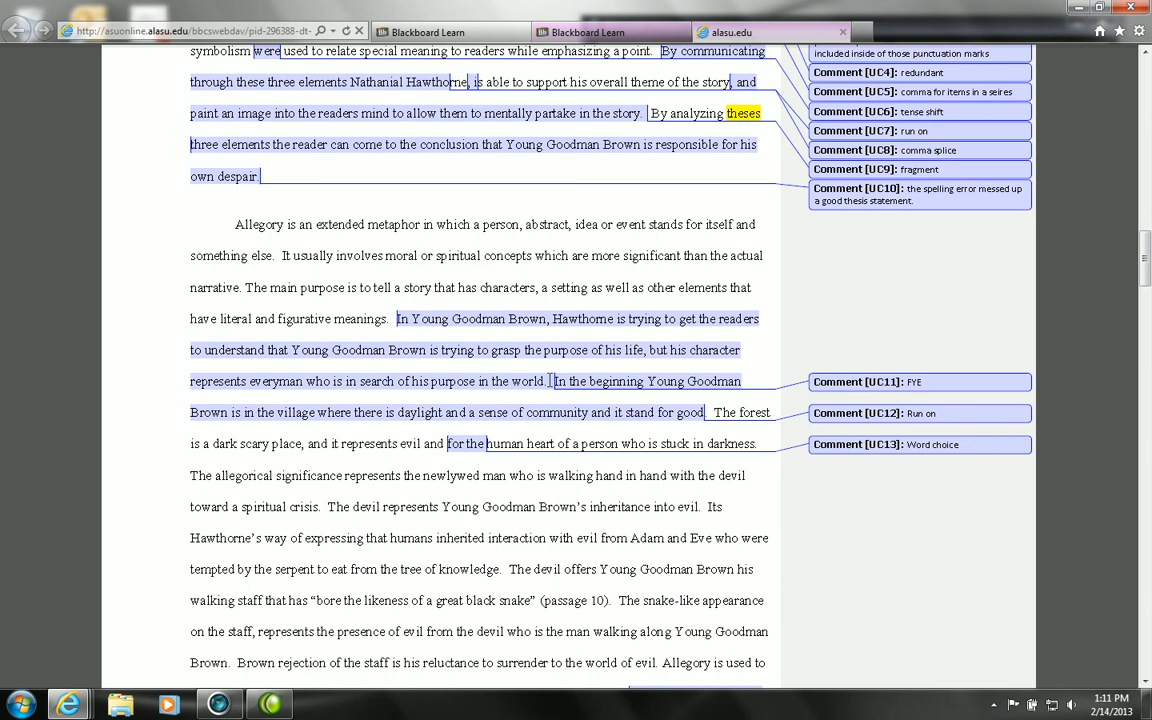 http://asuonline.alasu.edu/bbcswebdav/pid-296388-dt-
Blackboard Learn
Blackboard Learn
alasu.edu
symbolism were used to relate special meaning to readers while emphasizing a point.  By communicating
through these three elements Nathanial Hawthorne, is able to support his overall theme of the story, and
paint an image into the readers mind to allow them to mentally partake in the story.  By analyzing theses
three elements the reader can come to the conclusion that Young Goodman Brown is responsible for his
own despair.
Allegory is an extended metaphor in which a person, abstract, idea or event stands for itself and
something else.  It usually involves moral or spiritual concepts which are more significant than the actual
narrative. The main purpose is to tell a story that has characters, a setting as well as other elements that
have literal and figurative meanings.  In Young Goodman Brown, Hawthorne is trying to get the readers
to understand that Young Goodman Brown is trying to grasp the purpose of his life, but his character
represents everyman who is in search of his purpose in the world.  In the beginning Young Goodman
Brown is in the village where there is daylight and a sense of community and it stand for good.  The forest
is a dark scary place, and it represents evil and for the human heart of a person who is stuck in darkness.
The allegorical significance represents the newlywed man who is walking hand in hand with the devil
toward a spiritual crisis.  The devil represents Young Goodman Brown's inheritance into evil.  Its
Hawthorne's way of expressing that humans inherited interaction with evil from Adam and Eve who were
tempted by the serpent to eat from the tree of knowledge.  The devil offers Young Goodman Brown his
walking staff that has "bore the likeness of a great black snake" (passage 10).  The snake-like appearance
on the staff, represents the presence of evil from the devil who is the man walking along Young Goodman
Brown.  Brown rejection of the staff is his reluctance to surrender to the world of evil. Allegory is used to
included inside of those punctuation marks
Comment [UC4]: redundant
Comment [UC5]: comma for items in a seires
Comment [UC6]: tense shift
Comment [UC7]: run on
Comment [UC8]: comma splice
Comment [UC9]: fragment
Comment [UC10]: the spelling error messed up
a good thesis statement.
Comment [UC11]: FYE
Comment [UC12]: Run on
Comment [UC13]: Word choice
1:11 PM
2/14/2013